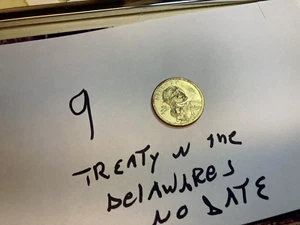 9
TREATY N the
DELAWARES
NO DATE